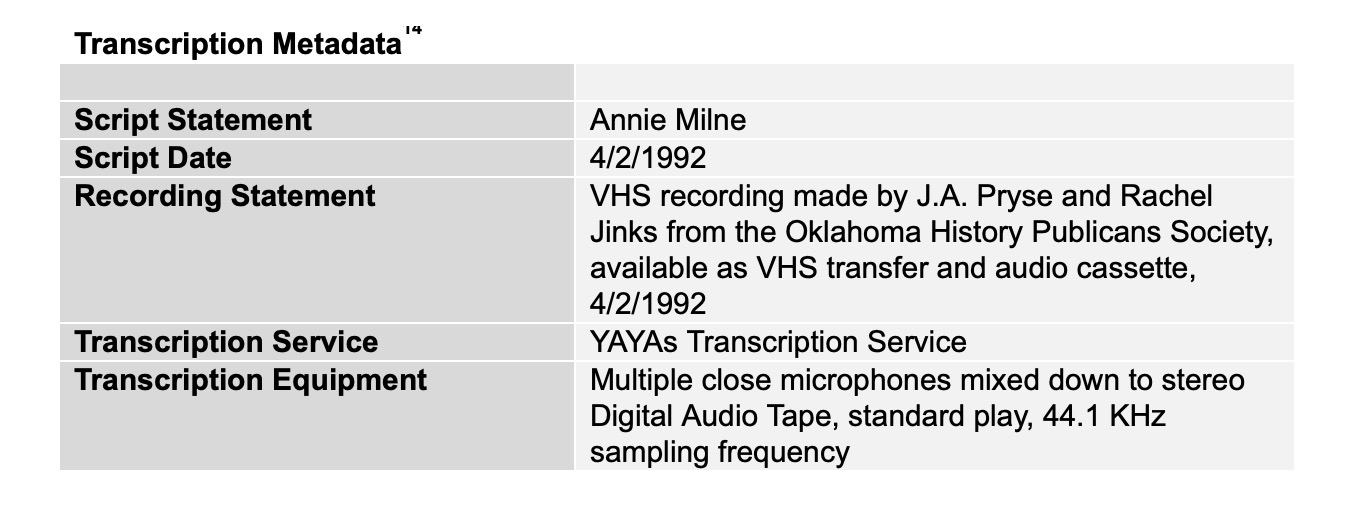 Transcription Metadata14
Script Statement Annie Milne
Script Date 4/2/1992
Recording Statement VHS recording made by J.A. Pryse and Rachel
Jinks from the Oklahoma History Publicans Society,
available as VHS transfer and audio cassette,
4/2/1992
Transcription Service YAYAs Transcription Service
Transcription Equipment Multiple close microphones mixed down to stereo
Digital Audio Tape, standard play, 44.1 KHz
sampling frequency